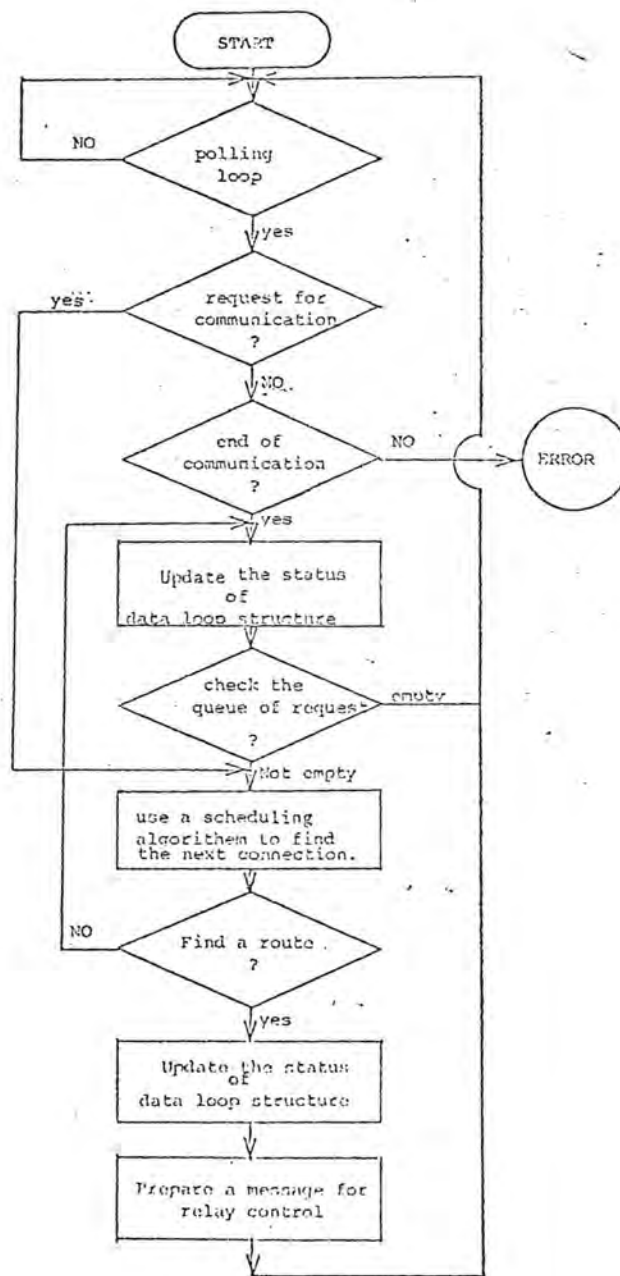 START
NO
polling
loop
yes
yes
request for
communication
?
NO
end of
communication
?
NO
ERROR
yes
Update the status
of
data loop structure
check the
queue of request
?
empty
Not empty
use a scheduling
algorithem to find
the next connection.
NO
Find a route .
?
yes
Update the status
of
data loop structure
Prepare a message for
relay control